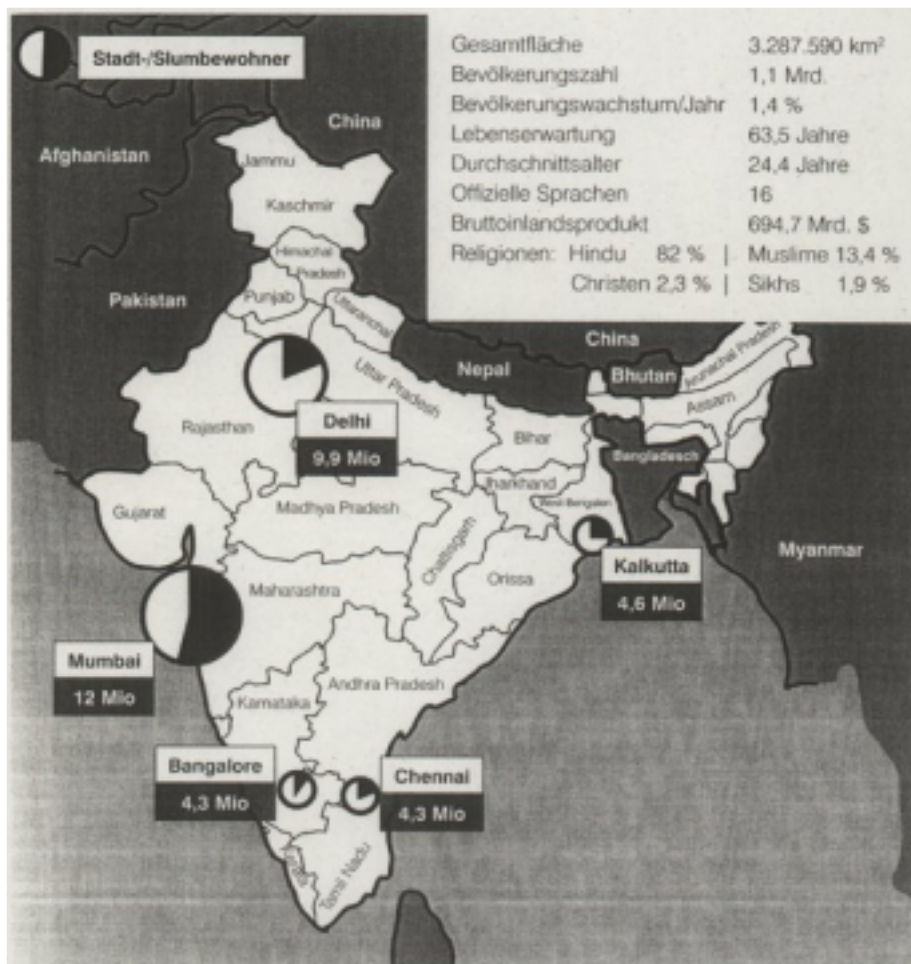 Stadt-/Slumbewohner
Gesamtfläche 3.287.590 km²
Bevölkerungszahl 1,1 Mrd.
Bevölkerungswachstum/Jahr 1,4 %
Lebenserwartung 63,5 Jahre
Durchschnittsalter 24,4 Jahre
Offizielle Sprachen 16
Bruttoinlandsprodukt 694,7 Mrd. $
Religionen: Hindu 82 % | Muslime 13,4 %
Christen 2,3 % | Sikhs 1,9 %
China
Afghanistan
Jammu
Kaschmir
Himachal
Pradesh
Punjab
Pakistan
Uttaranchal
China
Nepal
Bhutan
Arunachal Pradesh
Uttar Pradesh
Assam
Delhi
9,9 Mio
Rajasthan
Bihar
Bangladesch
Jharkhand
West-Bengalen
Gujarat
Madhya Pradesh
Chattisgarh
Orissa
Myanmar
Kalkutta
4,6 Mio
Maharashtra
Mumbai
12 Mio
Andhra Pradesh
Karnataka
Bangalore
4,3 Mio
Chennai
4,3 Mio
Kerala
Tamil Nadu